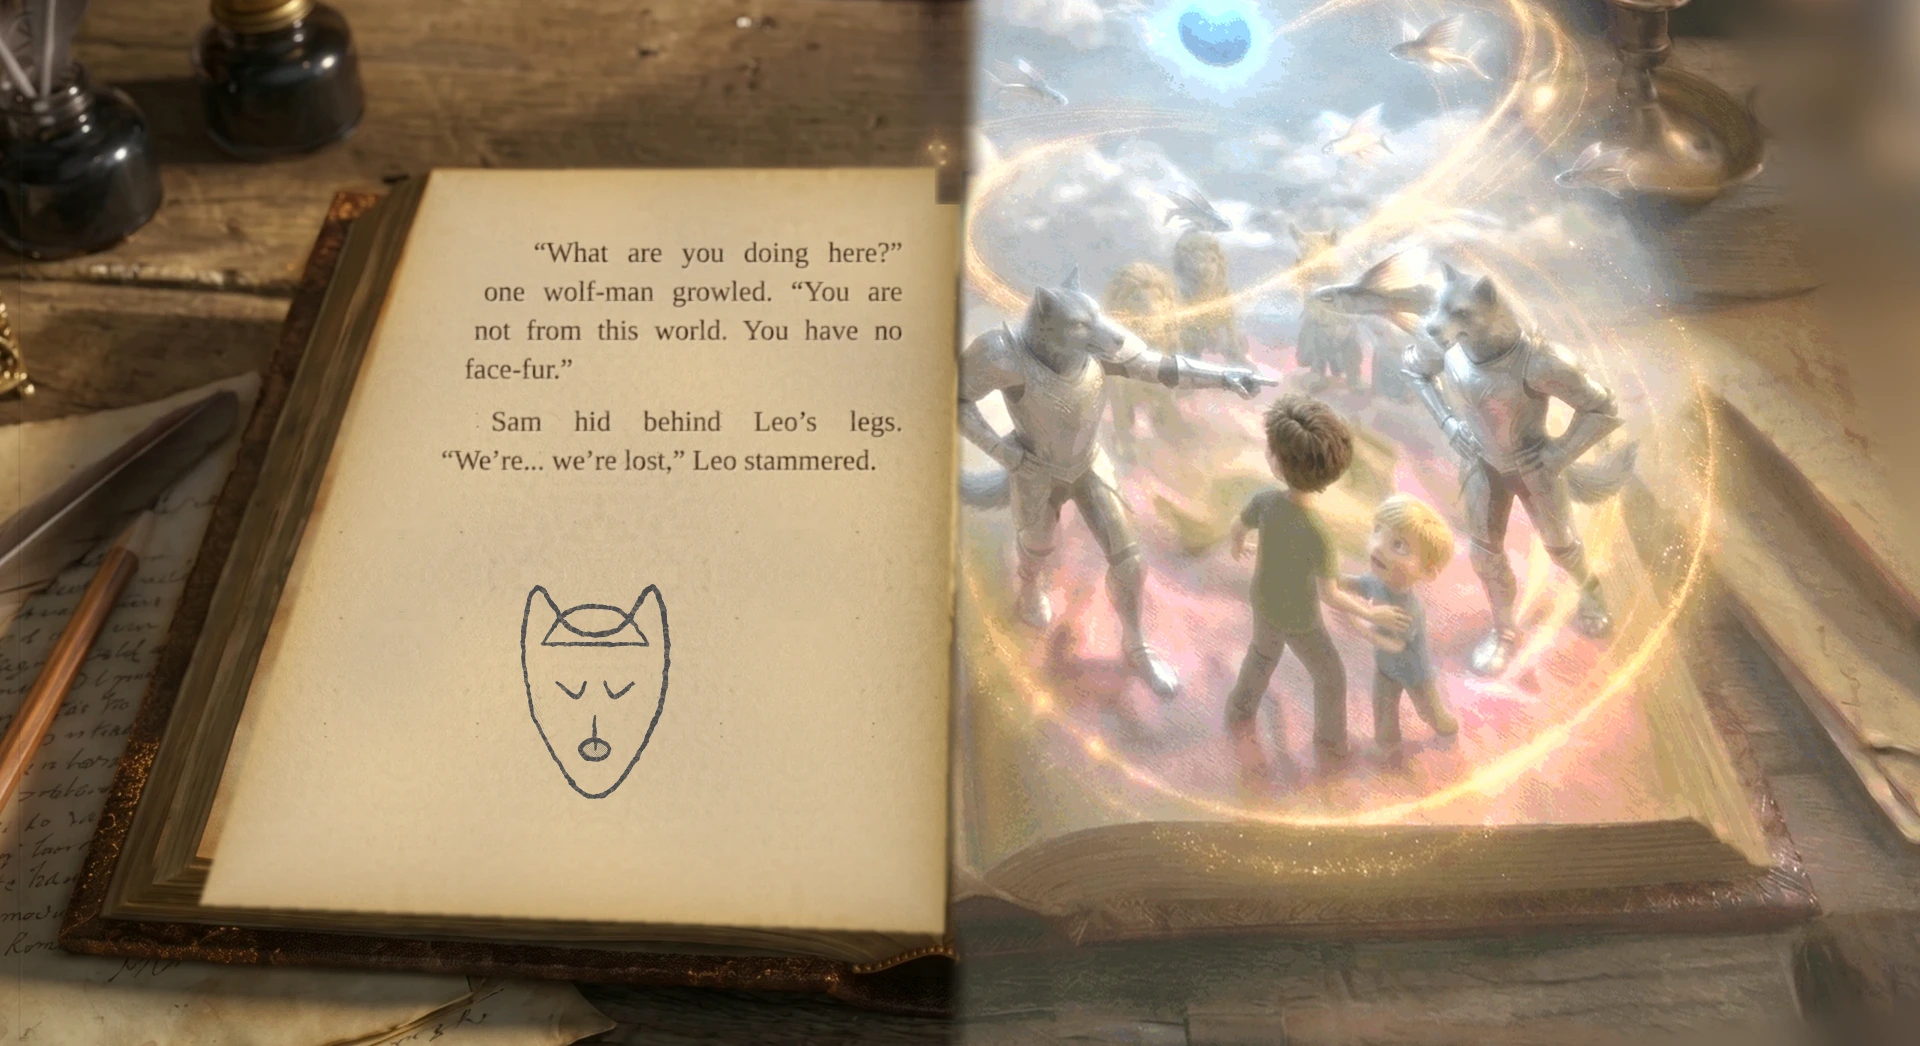 “What are you doing here?”
one wolf-man growled. “You are
not from this world. You have no
face-fur.”
Sam hid behind Leo’s legs.
“We’re... we’re lost,” Leo stammered.